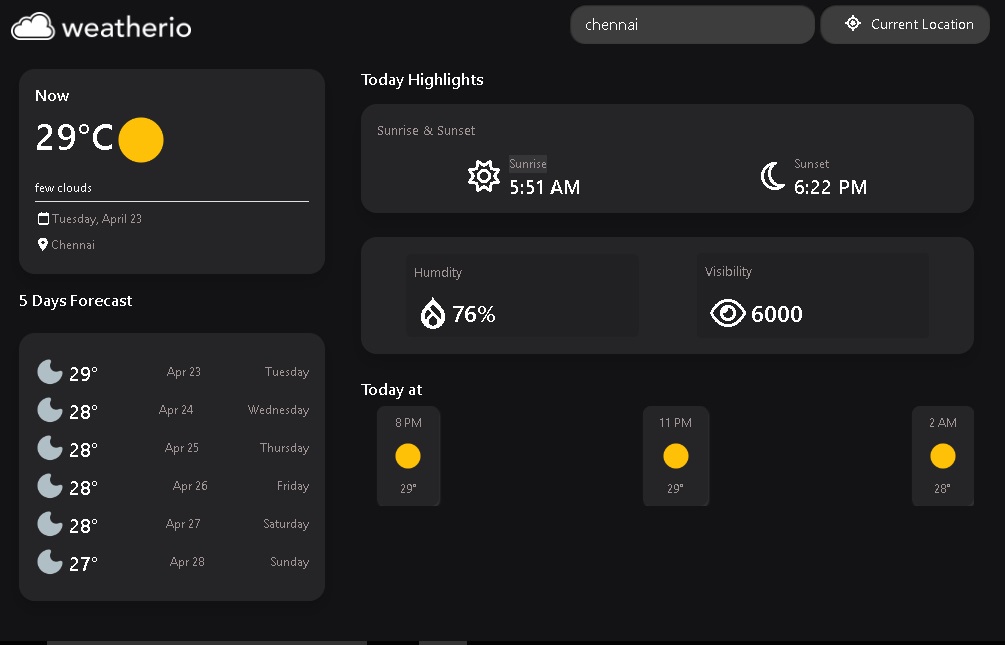 weatherio
chennai
Current Location
Now
29°C
few clouds
Tuesday, April 23
Chennai
5 Days Forecast
29° Apr 23 Tuesday
28° Apr 24 Wednesday
28° Apr 25 Thursday
28° Apr 26 Friday
28° Apr 27 Saturday
27° Apr 28 Sunday
Today Highlights
Sunrise & Sunset
Sunrise
5:51 AM
Sunset
6:22 PM
Humdity
76%
Visibility
6000
Today at
8 PM
29°
11 PM
29°
2 AM
28°